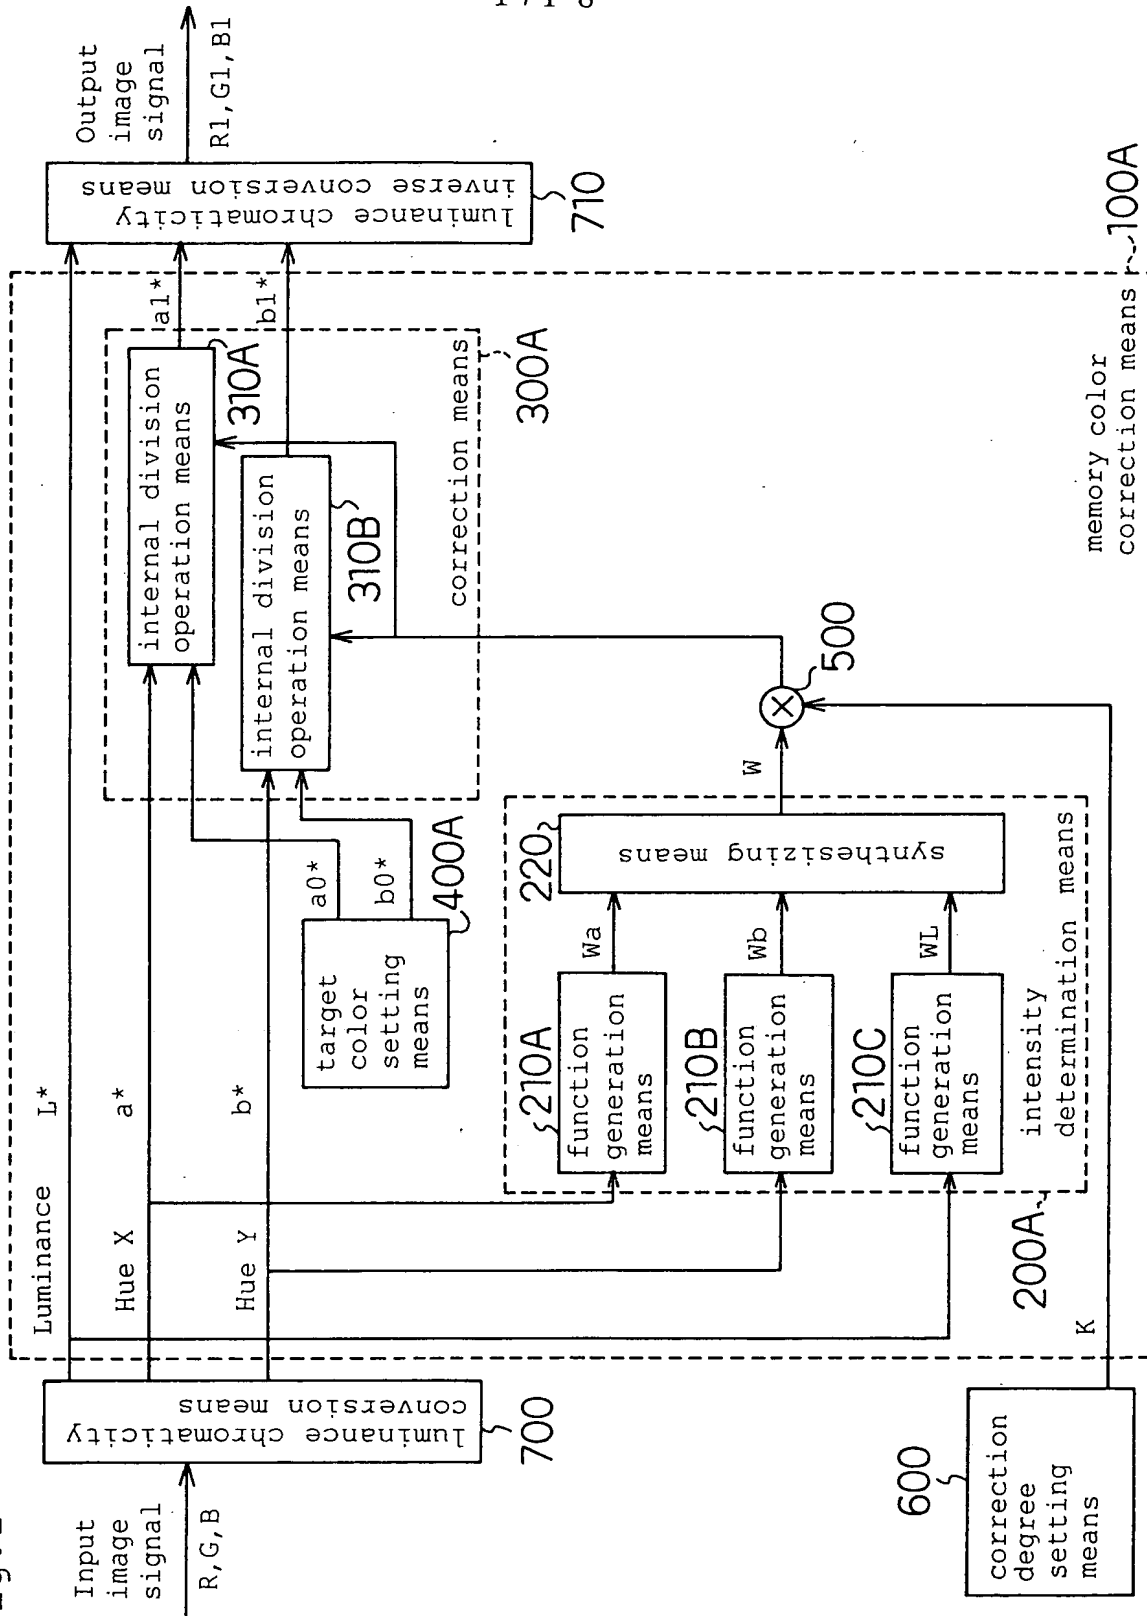 1/18
Input
image
signal
R,G,B
luminance chromaticity
conversion means
700
Luminance L*
Hue X a*
Hue Y b*
target
color
setting
means
400A
a0*
b0*
internal division
operation means
310A
internal division
operation means
310B
correction means
300A
a1*
b1*
luminance chromaticity
inverse conversion means
710
Output
image
signal
R1,G1,B1
210A
function
generation
means
Wa
210B
function
generation
means
Wb
210C
function
generation
means
WL
220
synthesizing means
W
500
intensity
determination means
200A
K
600
correction
degree
setting
means
memory color
correction means
100A